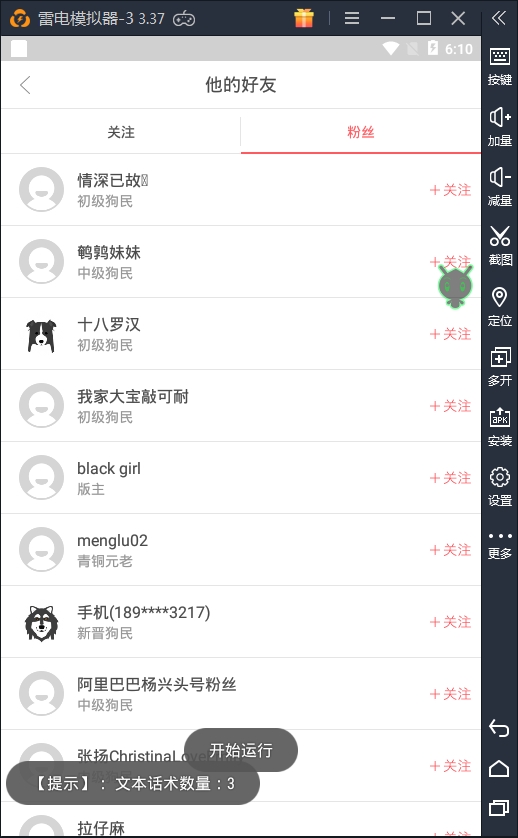 雷电模拟器-3 3.37
6:10
他的好友
关注
粉丝
情深已故
初级狗民
+关注
鹌鹑妹妹
中级狗民
+关注
十八罗汉
初级狗民
+关注
我家大宝敲可耐
初级狗民
+关注
black girl
版主
+关注
menglu02
青铜元老
+关注
手机(189****3217)
新晋狗民
+关注
阿里巴巴杨兴头号粉丝
中级狗民
+关注
张扬ChristinaLove
+关注
开始运行
【提示】：文本话术数量：3
拉仔麻
+关注
按键
加量
减量
截图
定位
多开
APK
安装
设置
更多